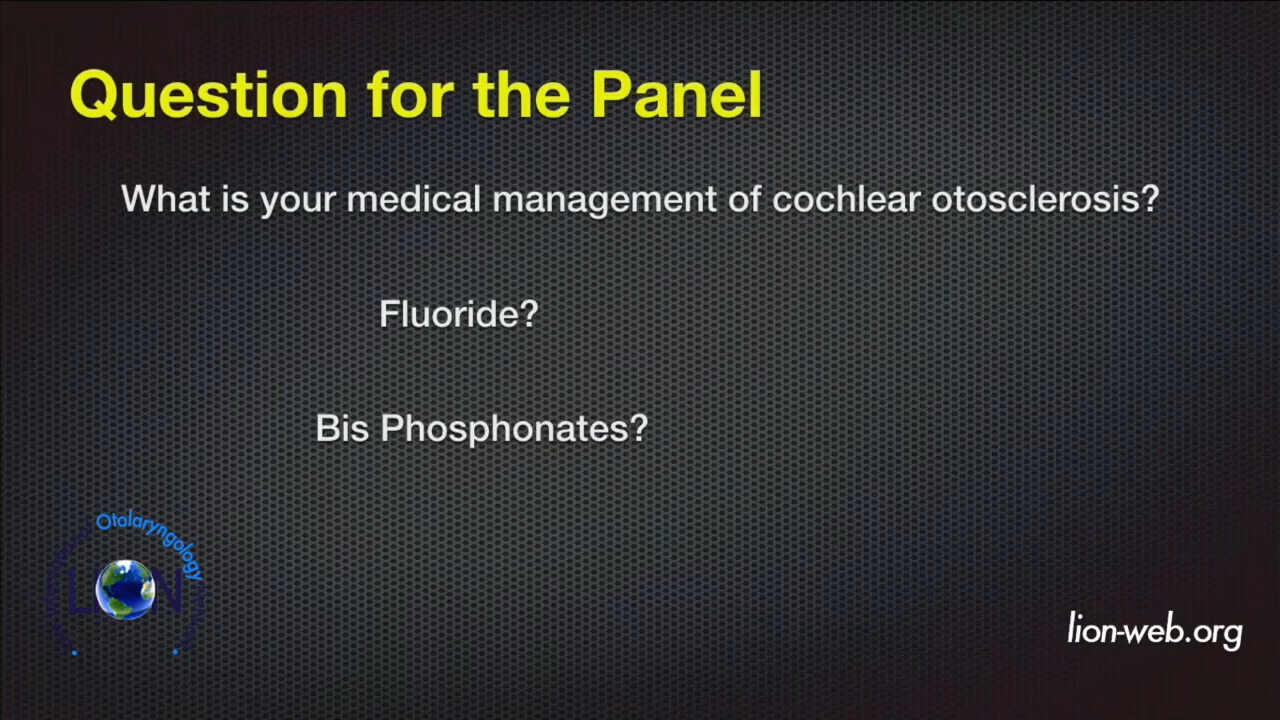 Question for the Panel
What is your medical management of cochlear otosclerosis?
Fluoride?
Bis Phosphonates?
Otolaryngology
lion-web.org